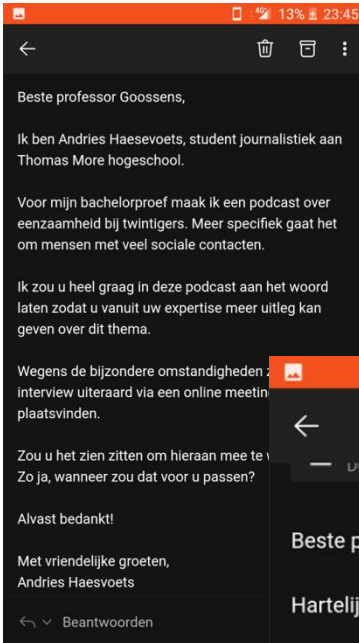 13% 23:45
Beste professor Goossens,
Ik ben Andries Haesevoets, student journalistiek aan
Thomas More hogeschool.
Voor mijn bachelorproef maak ik een podcast over
eenzaamheid bij twintigers. Meer specifiek gaat het
om mensen met veel sociale contacten.
Ik zou u heel graag in deze podcast aan het woord
laten zodat u vanuit uw expertise meer uitleg kan
geven over dit thema.
Wegens de bijzondere omstandigheden
interview uiteraard via een online
plaatsvinden.
Zou u het zien zitten om hieraan mee te
Zo ja, wanneer zou dat voor u passen?
Alvast bedankt!
Met vriendelijke groeten,
Andries Haesvoets
Beantwoorden
Beste